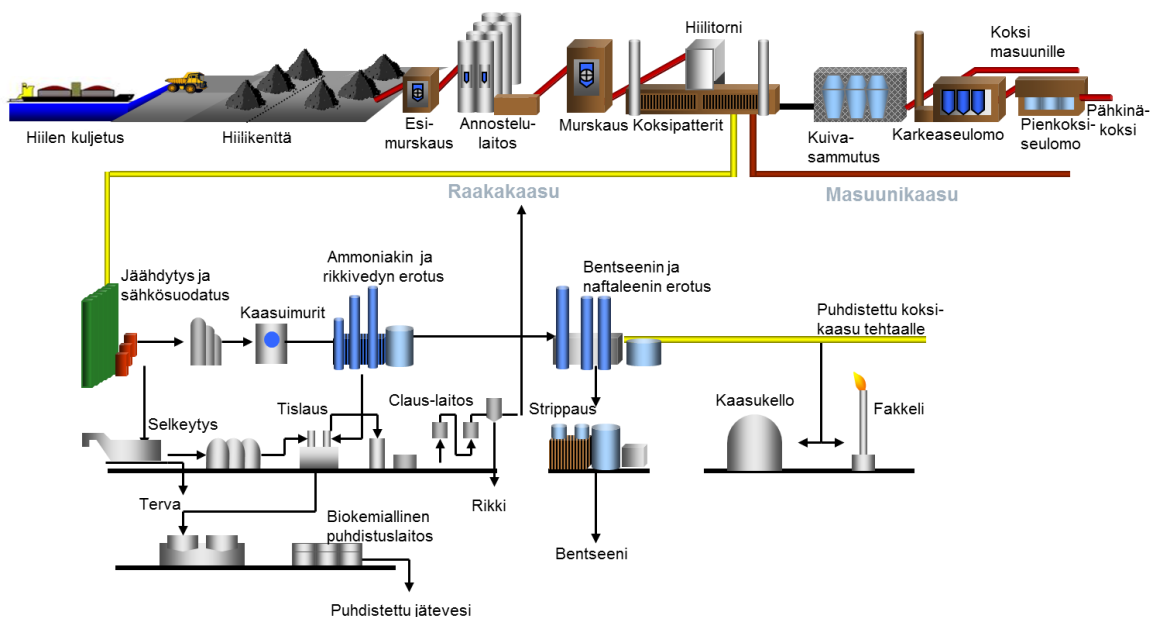 Hiilitorni
Koksi
masuunille
Hiilen kuljetus
Hiilikenttä
Esi-
murskaus
Annostelu-
laitos
Murskaus
Koksipatterit
Kuiva-
sammutus
Karkeaseulomo
Pienkoksi-
seulomo
Pähkinä-
koksi
Raakakaasu
Masuunikaasu
Jäähdytys ja
sähkösuodatus
Kaasuimurit
Ammoniakin ja
rikkivedyn erotus
Bentseenin ja
naftaleenin erotus
Puhdistettu koksi-
kaasu tehtaalle
Selkeytys
Tislaus
Claus-laitos
Strippaus
Kaasukello
Fakkeli
Terva
Rikki
Biokemiallinen
puhdistuslaitos
Bentseeni
Puhdistettu jätevesi